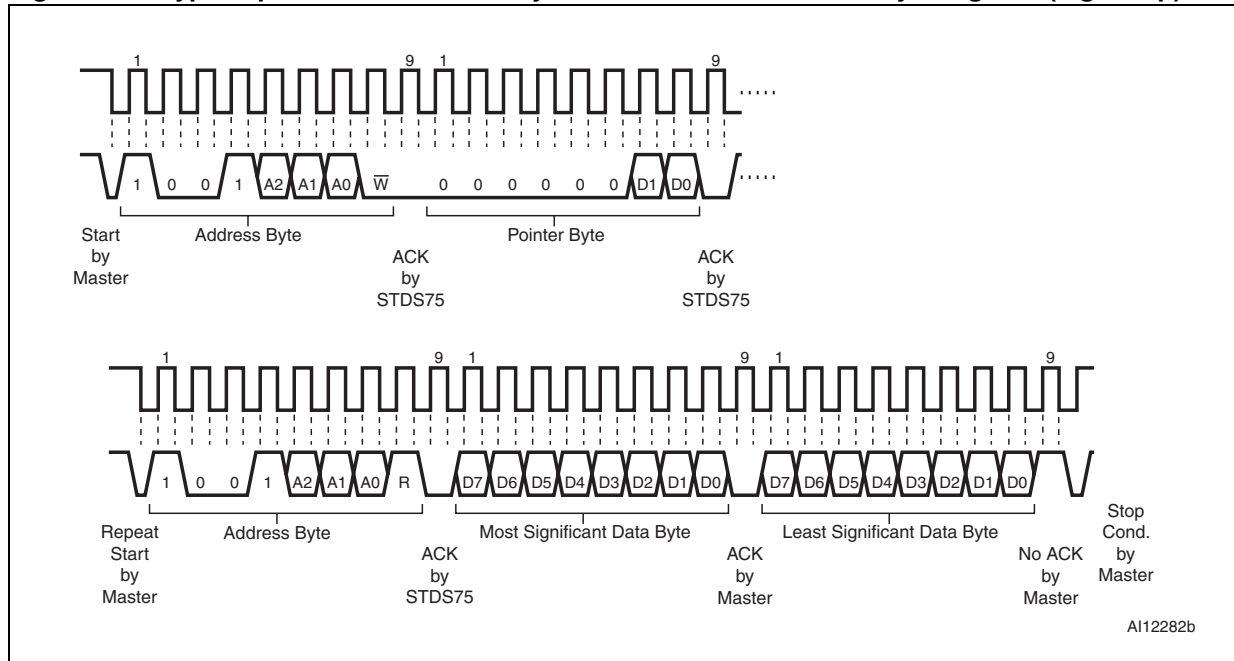 1 9 1 9
1 0 0 1 A2 A1 A0 W 0 0 0 0 0 0 D1 D0
Start
by
Master
Address Byte
ACK
by
STDS75
Pointer Byte
ACK
by
STDS75
1 9 1 9 1 9
1 0 0 1 A2 A1 A0 R D7 D6 D5 D4 D3 D2 D1 D0 D7 D6 D5 D4 D3 D2 D1 D0
Repeat
Start
by
Master
Address Byte
ACK
by
STDS75
Most Significant Data Byte
ACK
by
Master
Least Significant Data Byte
No ACK
by
Master
Stop
Cond.
by
Master
AI12282b